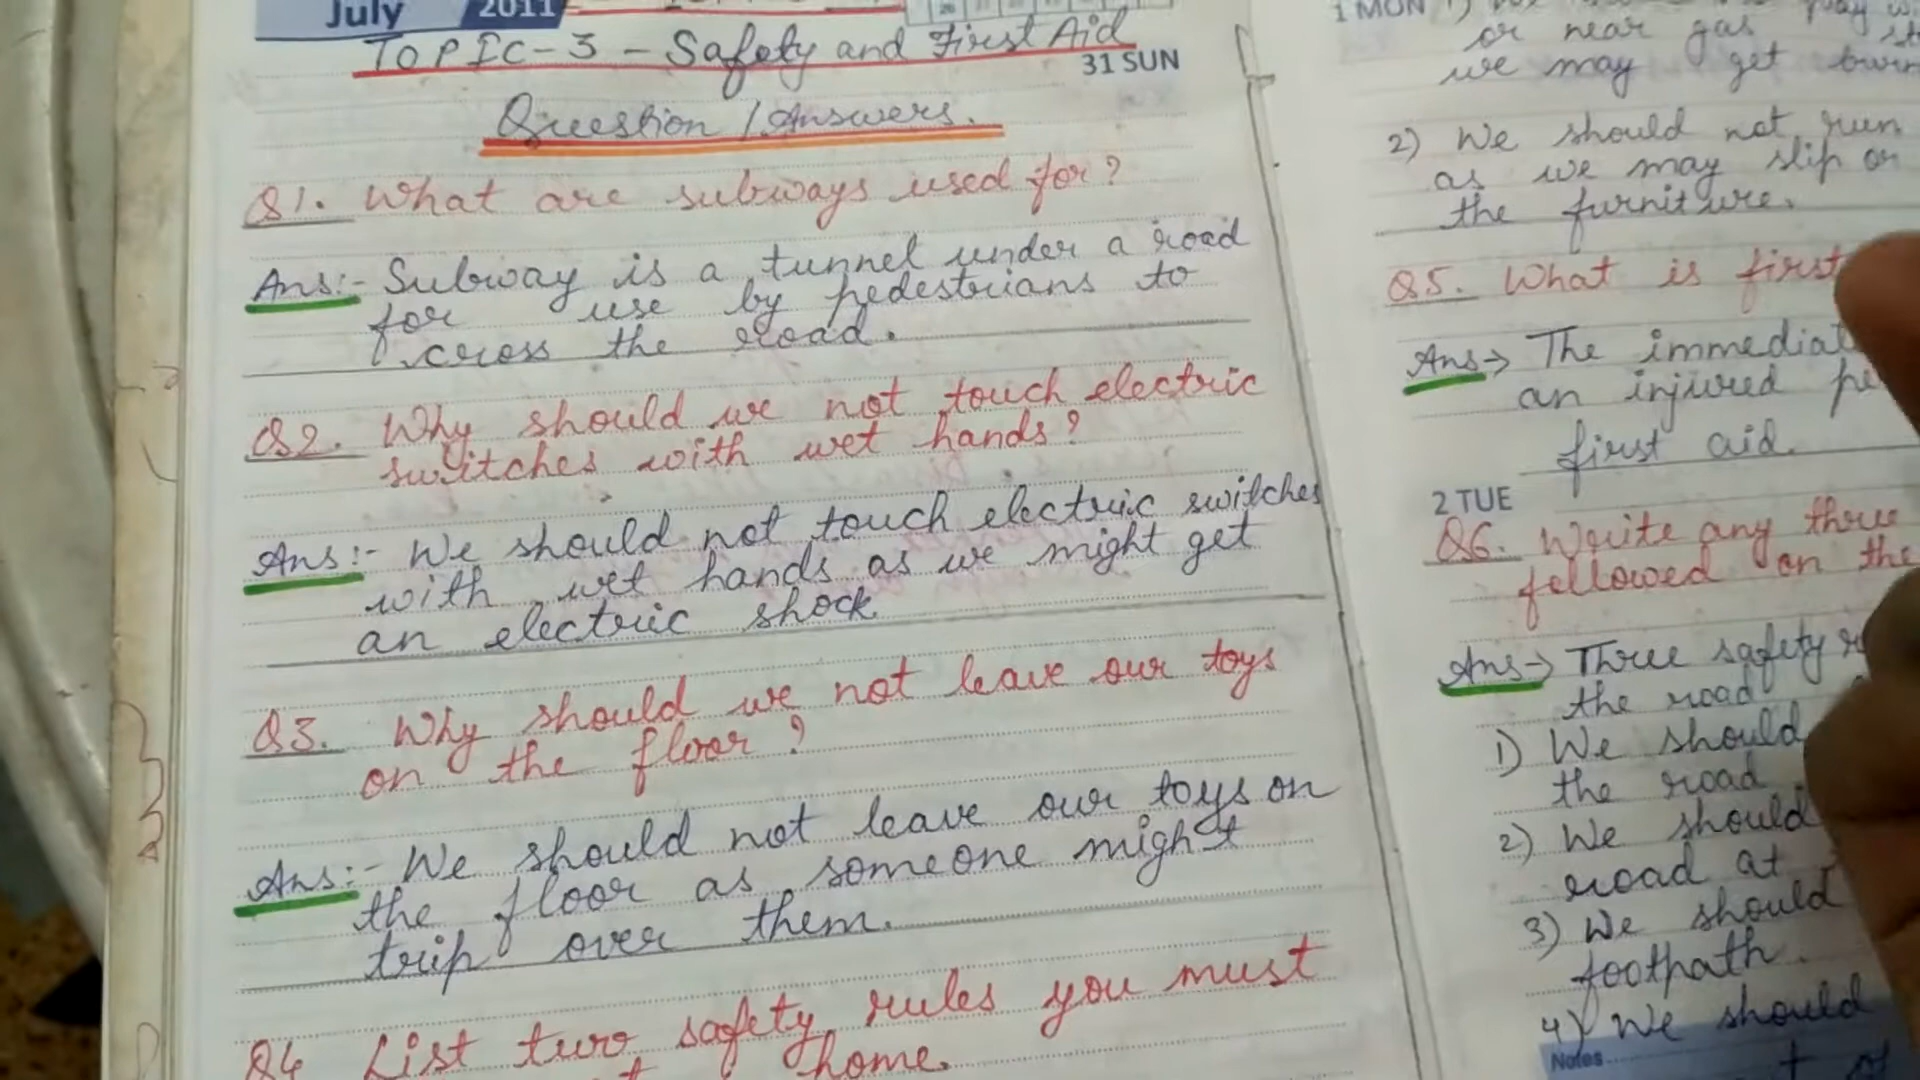 July 2011
TOPIC-3 - Safety and First Aid
31 SUN
Question / Answers.
Q1. What are subways used for?
Ans:- Subway is a tunnel under a road
for use by pedestrians to
cross the road.
Q2. Why should we not touch electric
switches with wet hands?
Ans:- We should not touch electric switches
with wet hands as we might get
an electric shock
Q3. Why should we not leave our toys
on the floor?
Ans:- We should not leave our toys on
the floor as someone might
trip over them.
Q4 List two safety rules you must
home.
1 MON
or near gas
we may get
2) We should not run
as we may slip or
the furniture.
Q5. What is first
Ans→ The
an injured
first aid.
2 TUE
Q6. Write any three
followed on the
Ans→ Three safety
the road
1) We should
the road
2) We should
road at
3) We should
footpath.
4) We should
Notes